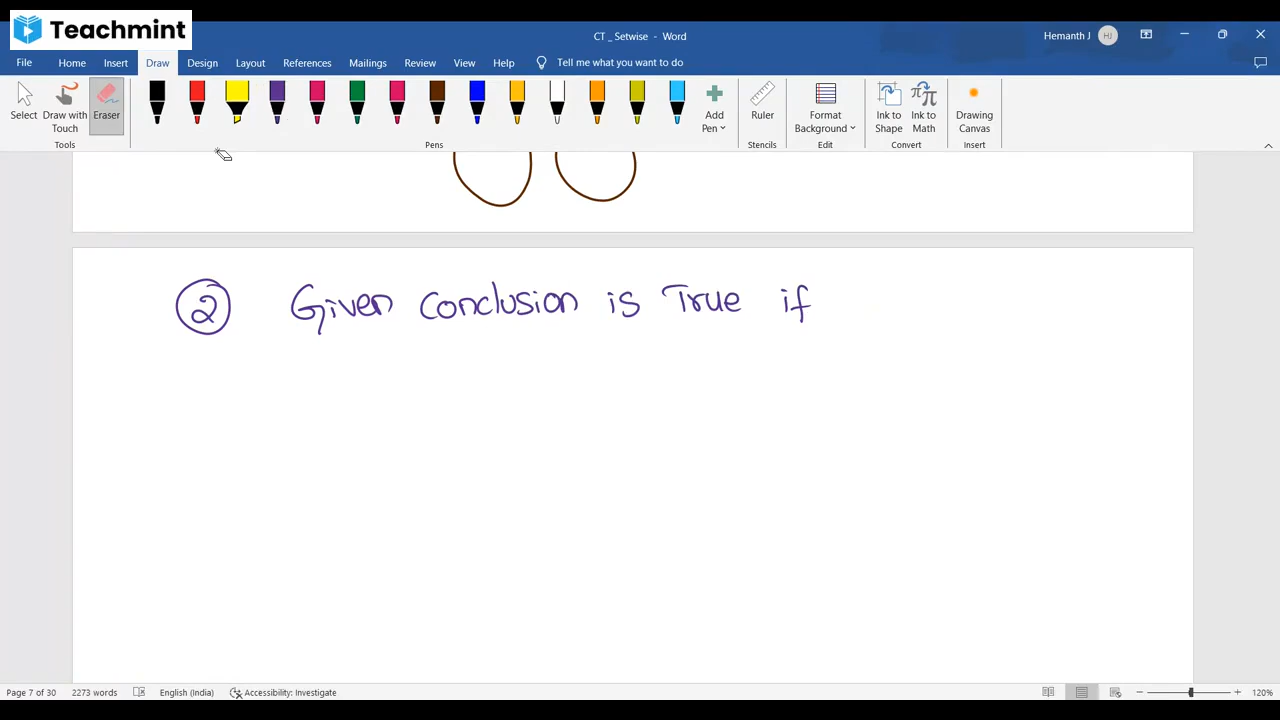 Teachmint
CT _ Setwise - Word
Hemanth J HJ
File Home Insert Draw Design Layout References Mailings Review View Help Tell me what you want to do
Select Draw with Touch Eraser Add Pen Ruler Format Background Ink to Shape Ink to Math Drawing Canvas
Tools Pens Stencils Edit Convert Insert
② Given conclusion is True if
Page 7 of 30 2273 words English (India) Accessibility: Investigate 120%